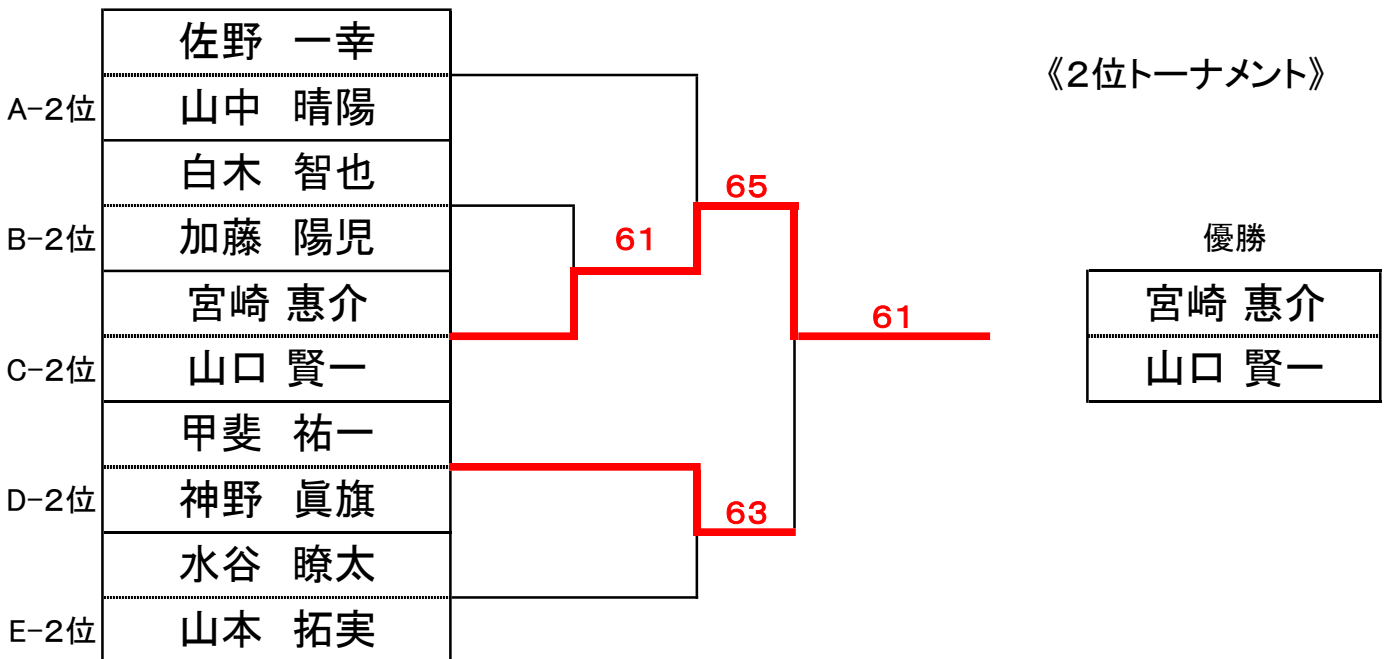 佐野 一幸
《２位トーナメント》
A-2位
山中 晴陽
白木 智也
65
B-2位
加藤 陽児
61
優勝
宮崎 惠介
宮崎 惠介
61
C-2位
山口 賢一
山口 賢一
甲斐 祐一
D-2位
神野 眞旗
63
水谷 瞭太
E-2位
山本 拓実